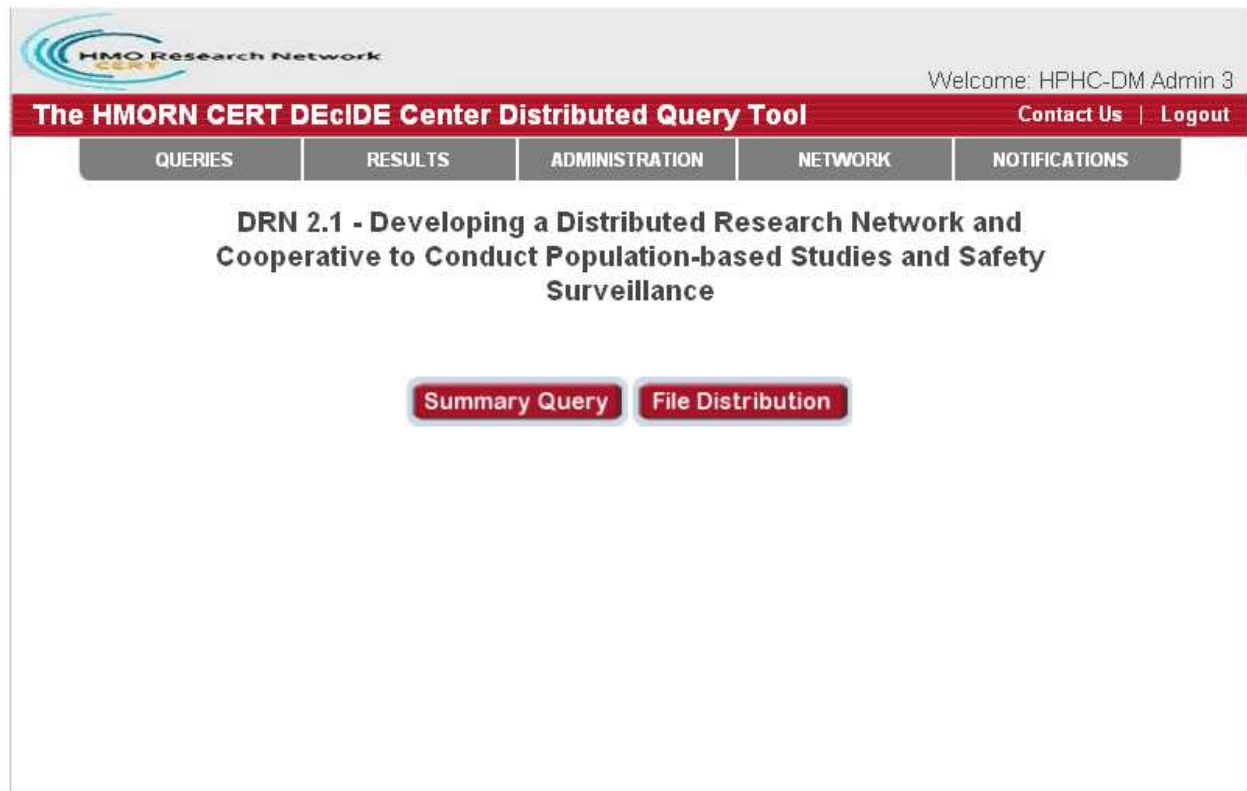 HMO Research Network
CERT
Welcome: HPHC-DM Admin 3
The HMORN CERT DEcIDE Center Distributed Query Tool Contact Us | Logout
QUERIES RESULTS ADMINISTRATION NETWORK NOTIFICATIONS
DRN 2.1 - Developing a Distributed Research Network and
Cooperative to Conduct Population-based Studies and Safety
Surveillance
Summary Query File Distribution